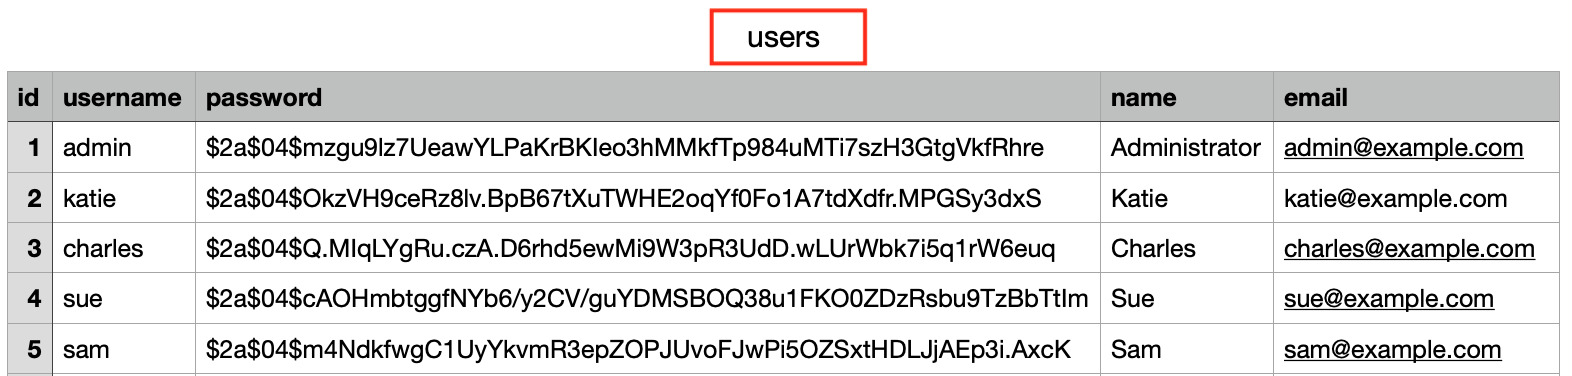 users
id username password name email
1 admin $2a$04$mzgu9lz7UeawYLPaKrBKIeo3hMMkfTp984uMTi7szH3GtgVkfRhre Administrator admin@example.com
2 katie $2a$04$OkzVH9ceRz8lv.BpB67tXuTWHE2oqYf0Fo1A7tdXdfr.MPGSy3dxS Katie katie@example.com
3 charles $2a$04$Q.MIqLYgRu.czA.D6rhd5ewMi9W3pR3UdD.wLUrWbk7i5q1rW6euq Charles charles@example.com
4 sue $2a$04$cAOHmbtggfNYb6/y2CV/guYDMSBOQ38u1FKO0ZDzRsbu9TzBbTtIm Sue sue@example.com
5 sam $2a$04$m4NdkfwgC1UyYkvmR3epZOPJUvoFJwPi5OZSxtHDLJjAEp3i.AxcK Sam sam@example.com